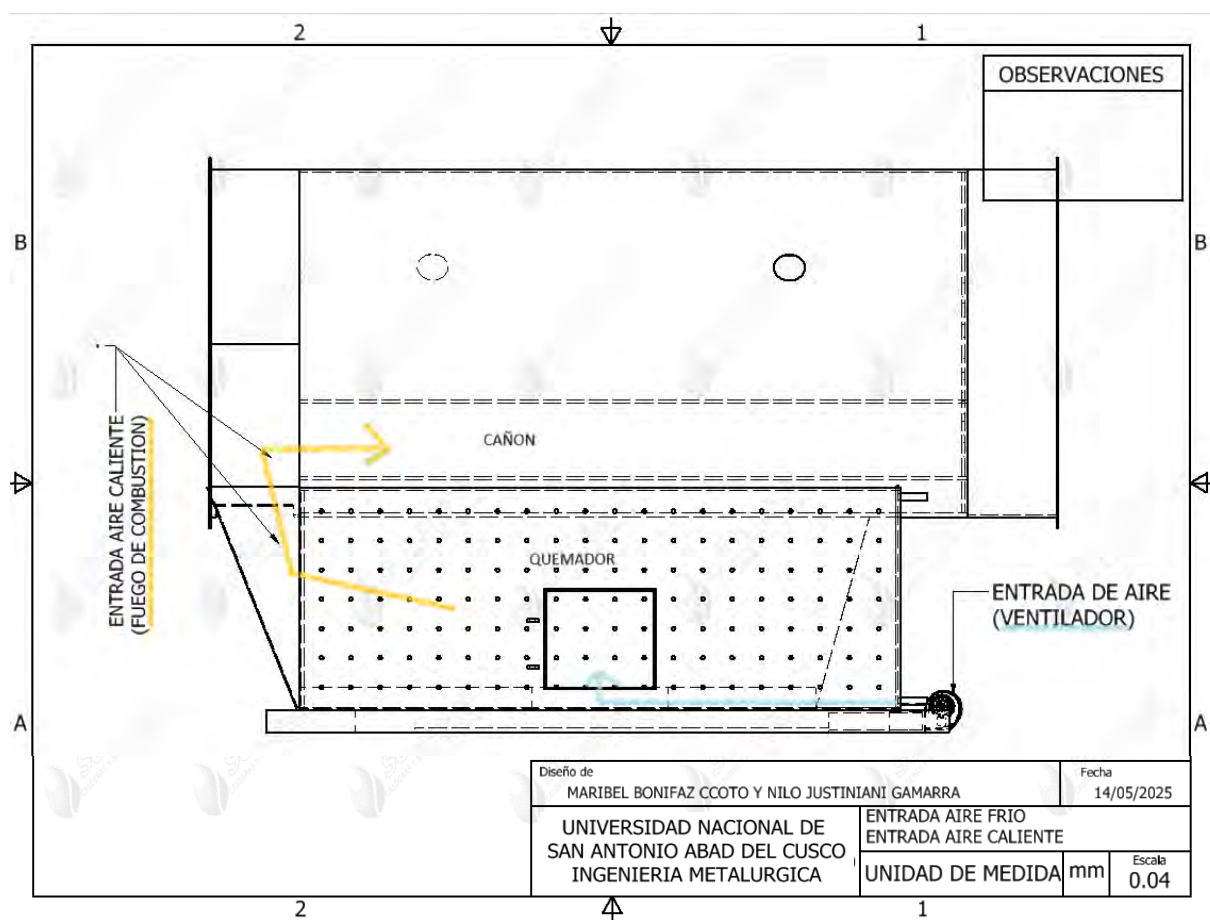 2
1
OBSERVACIONES
B
B
ENTRADA AIRE CALIENTE
(FUEGO DE COMBUSTION)
CAÑON
QUEMADOR
ENTRADA DE AIRE
(VENTILADOR)
A
A
Diseño de
MARIBEL BONIFAZ CCOTO Y NILO JUSTINIANI GAMARRA
Fecha
14/05/2025
UNIVERSIDAD NACIONAL DE
SAN ANTONIO ABAD DEL CUSCO
INGENIERIA METALURGICA
ENTRADA AIRE FRIO
ENTRADA AIRE CALIENTE
UNIDAD DE MEDIDA
mm
Escala
0.04
2
1